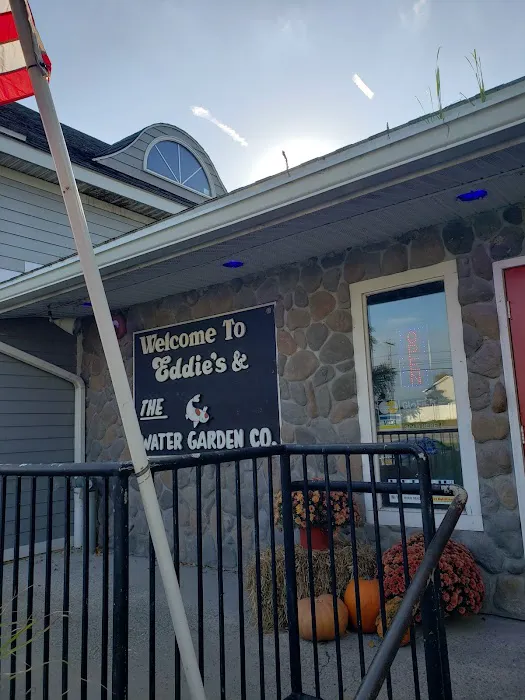 Welcome To
Eddie's &
THE
WATER GARDEN CO.